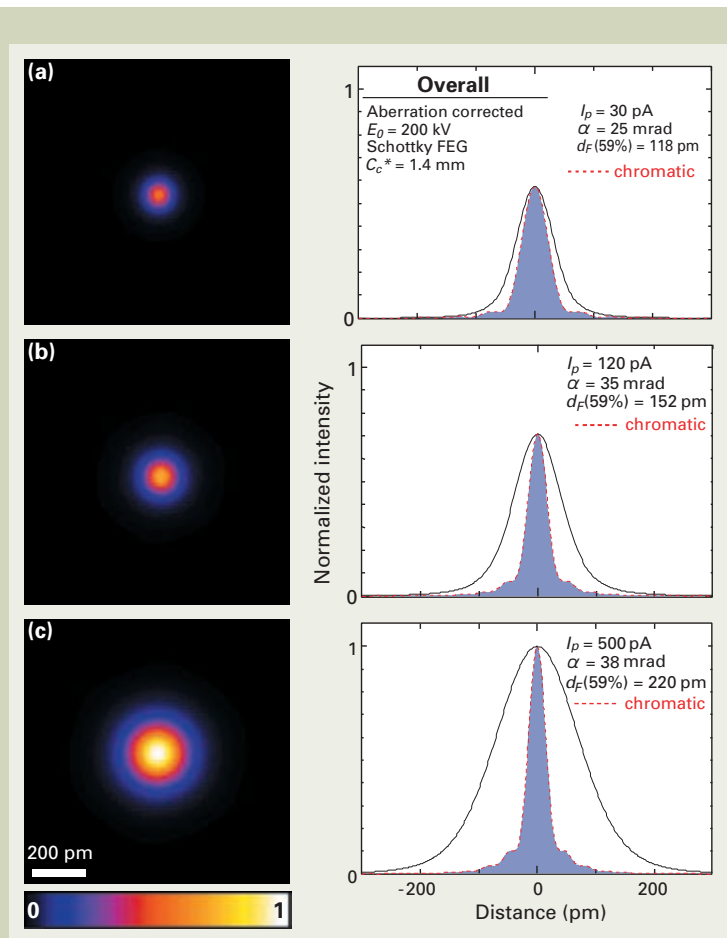 (a)
1
0
Overall
Aberration corrected
E0 = 200 kV
Schottky FEG
Cc* = 1.4 mm
Ip = 30 pA
α = 25 mrad
dF(59%) = 118 pm
chromatic
(b)
1
0
Ip = 120 pA
α = 35 mrad
dF(59%) = 152 pm
chromatic
Normalized intensity
(c)
200 pm
0 1
1
0
Ip = 500 pA
α = 38 mrad
dF(59%) = 220 pm
chromatic
-200 0 200
Distance (pm)